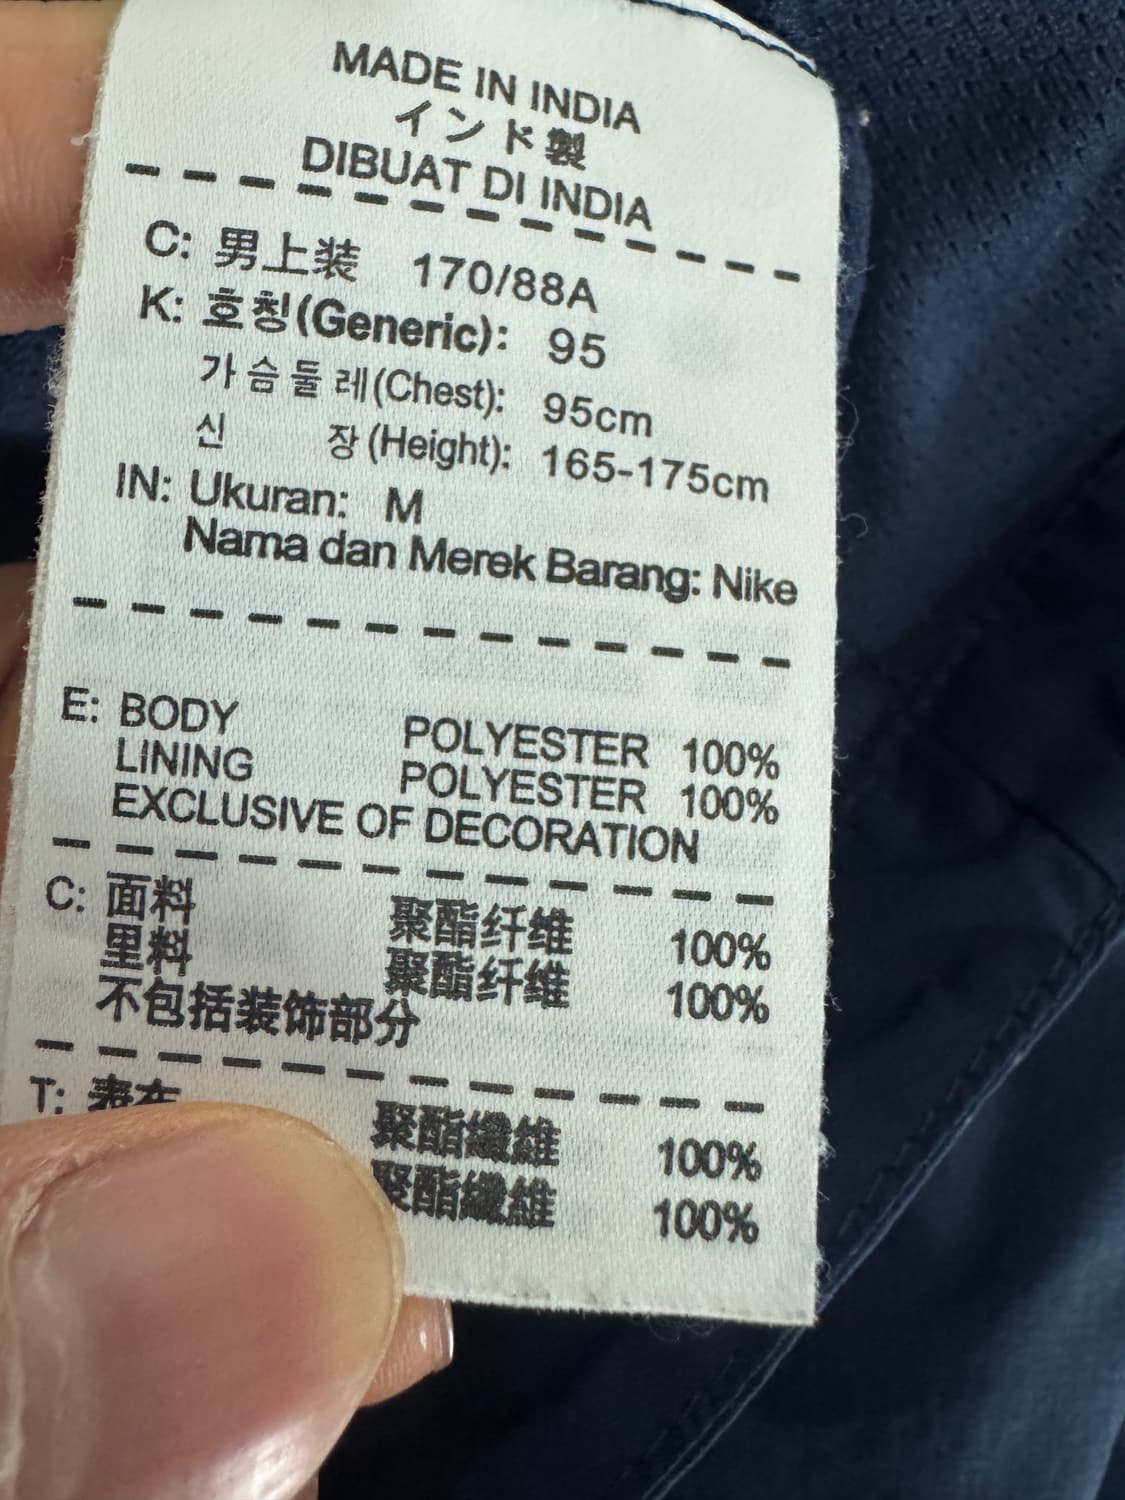 MADE IN INDIA
インド製
DIBUAT DI INDIA
C: 男上装 170/88A
K: 호칭(Generic): 95
가슴둘레(Chest): 95cm
신 장(Height): 165-175cm
IN: Ukuran: M
Nama dan Merek Barang: Nike
E: BODY POLYESTER 100%
LINING POLYESTER 100%
EXCLUSIVE OF DECORATION
C: 面料 聚酯纤维 100%
里料 聚酯纤维 100%
不包括装饰部分
T: 表布 聚酯纖維 100%
聚酯纖維 100%